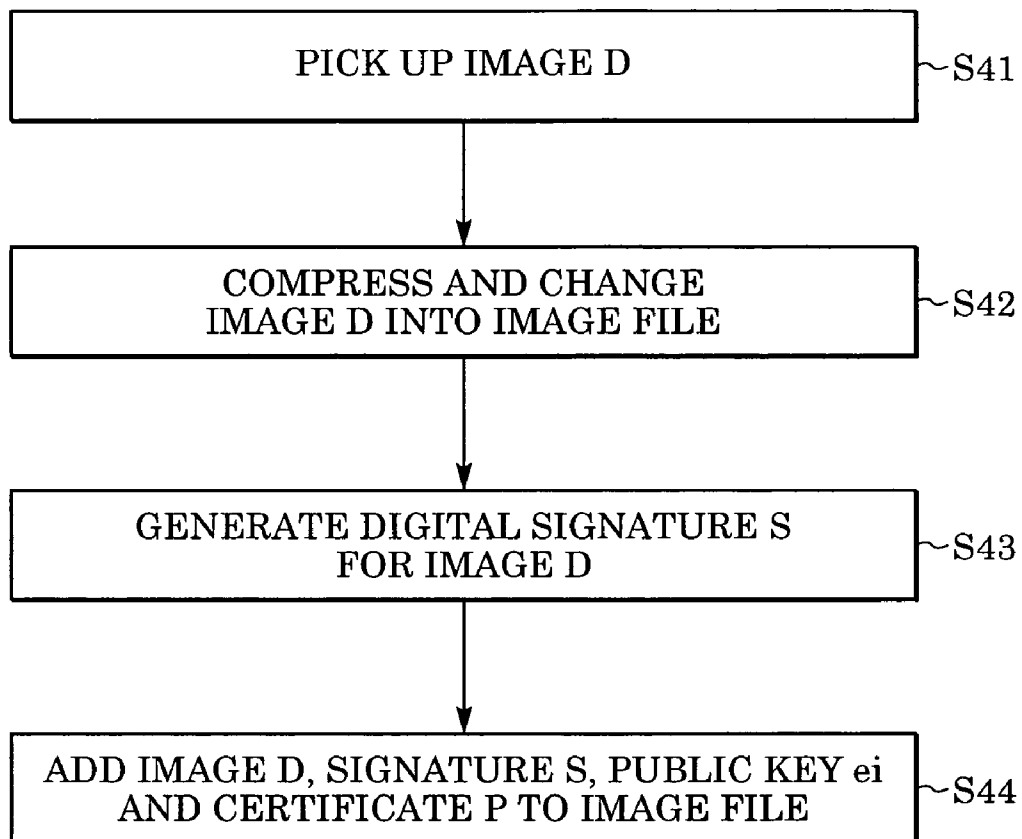 PICK UP IMAGE D
S41
COMPRESS AND CHANGE
IMAGE D INTO IMAGE FILE
S42
GENERATE DIGITAL SIGNATURE S
FOR IMAGE D
S43
ADD IMAGE D, SIGNATURE S, PUBLIC KEY ei
AND CERTIFICATE P TO IMAGE FILE
S44